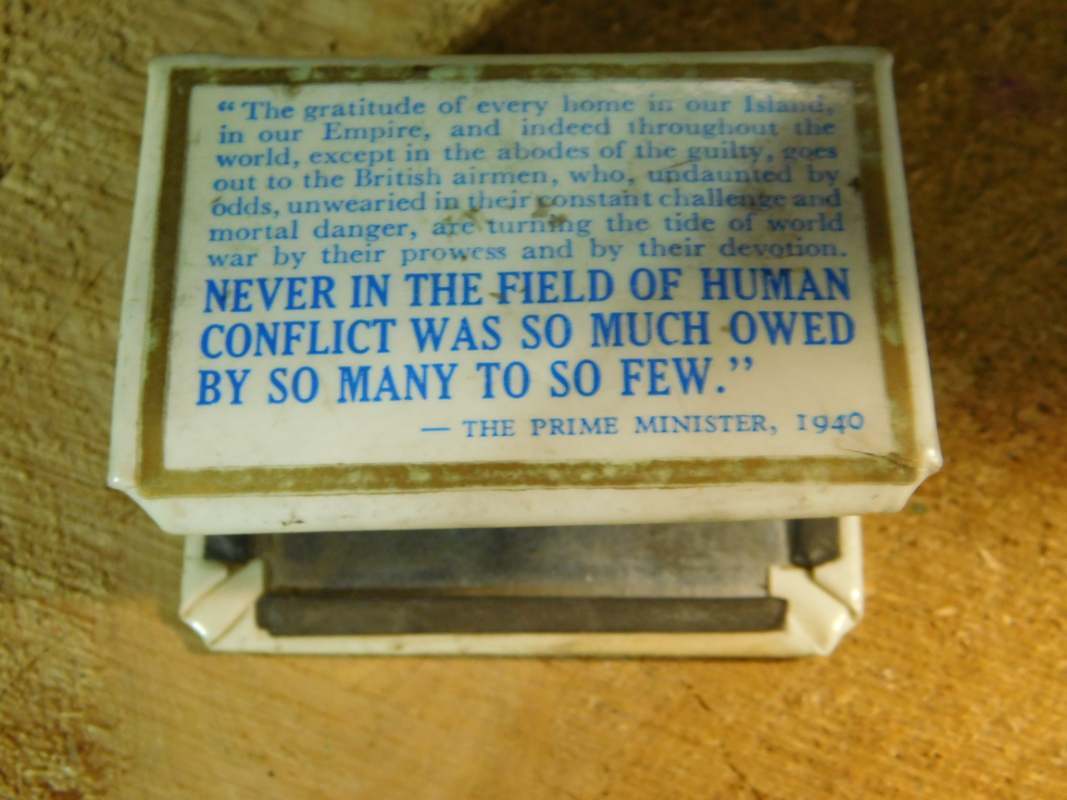 “The gratitude of every home in our Island,
in our Empire, and indeed throughout the
world, except in the abodes of the guilty, goes
out to the British airmen, who, undaunted by
odds, unwearied in their constant challenge and
mortal danger, are turning the tide of world
war by their prowess and by their devotion.
NEVER IN THE FIELD OF HUMAN
CONFLICT WAS SO MUCH OWED
BY SO MANY TO SO FEW.”
— THE PRIME MINISTER, 1940